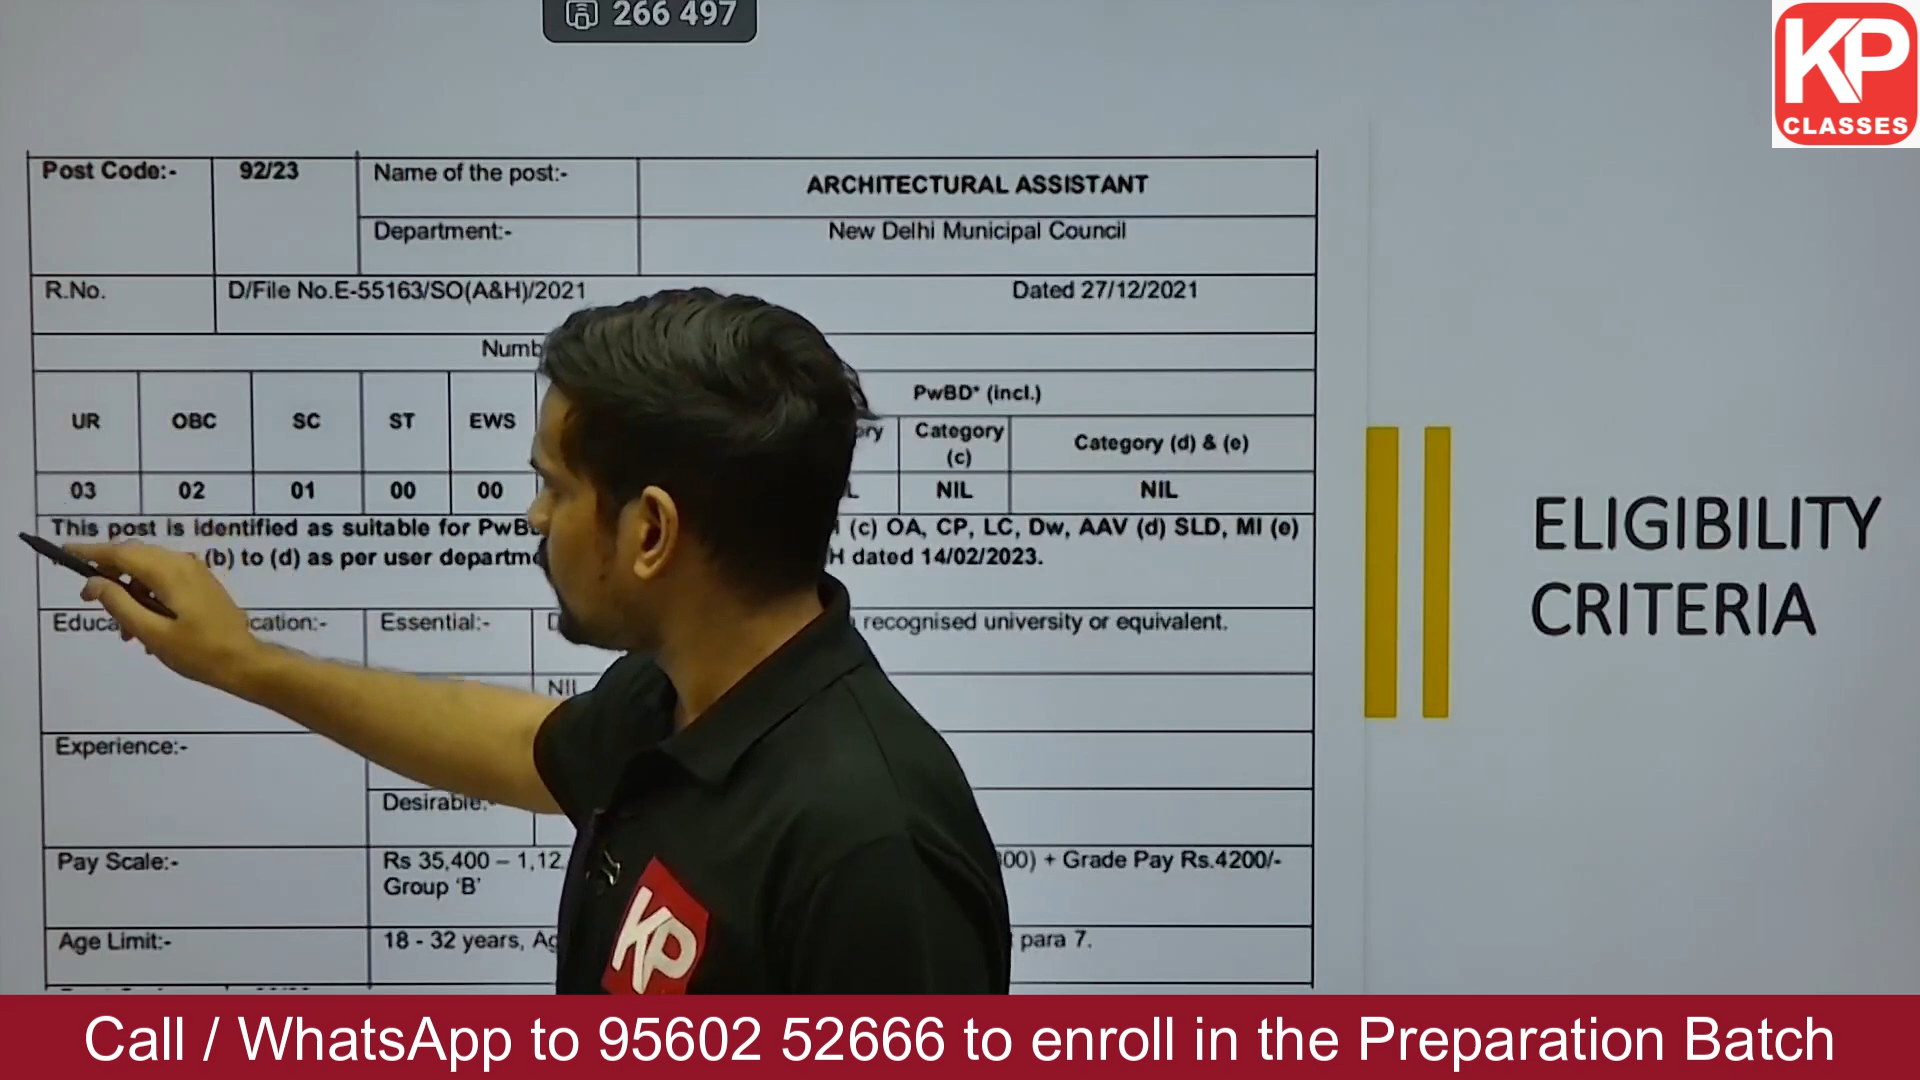 266 497
KP
CLASSES
Post Code:- 92/23 Name of the post:- ARCHITECTURAL ASSISTANT
Department:- New Delhi Municipal Council
R.No. D/File No.E-55163/SO(A&H)/2021 Dated 27/12/2021
Numb
PwBD* (incl.)
UR OBC SC ST EWS Category (c) Category (d) & (e)
03 02 01 00 00 NIL NIL
This post is identified as suitable for (c) OA, CP, LC, Dw, AAV (d) SLD, MI (e)
(b) to (d) as per user dated 14/02/2023.
Essential:- recognised university or equivalent.
NIL
Experience:-
Desirable:-
Pay Scale:- Rs 35,400 – 1,12 + Grade Pay Rs.4200/-
Group ‘B’
Age Limit:- 18 - 32 years, para 7.
ELIGIBILITY
CRITERIA
KP
Call / WhatsApp to 95602 52666 to enroll in the Preparation Batch